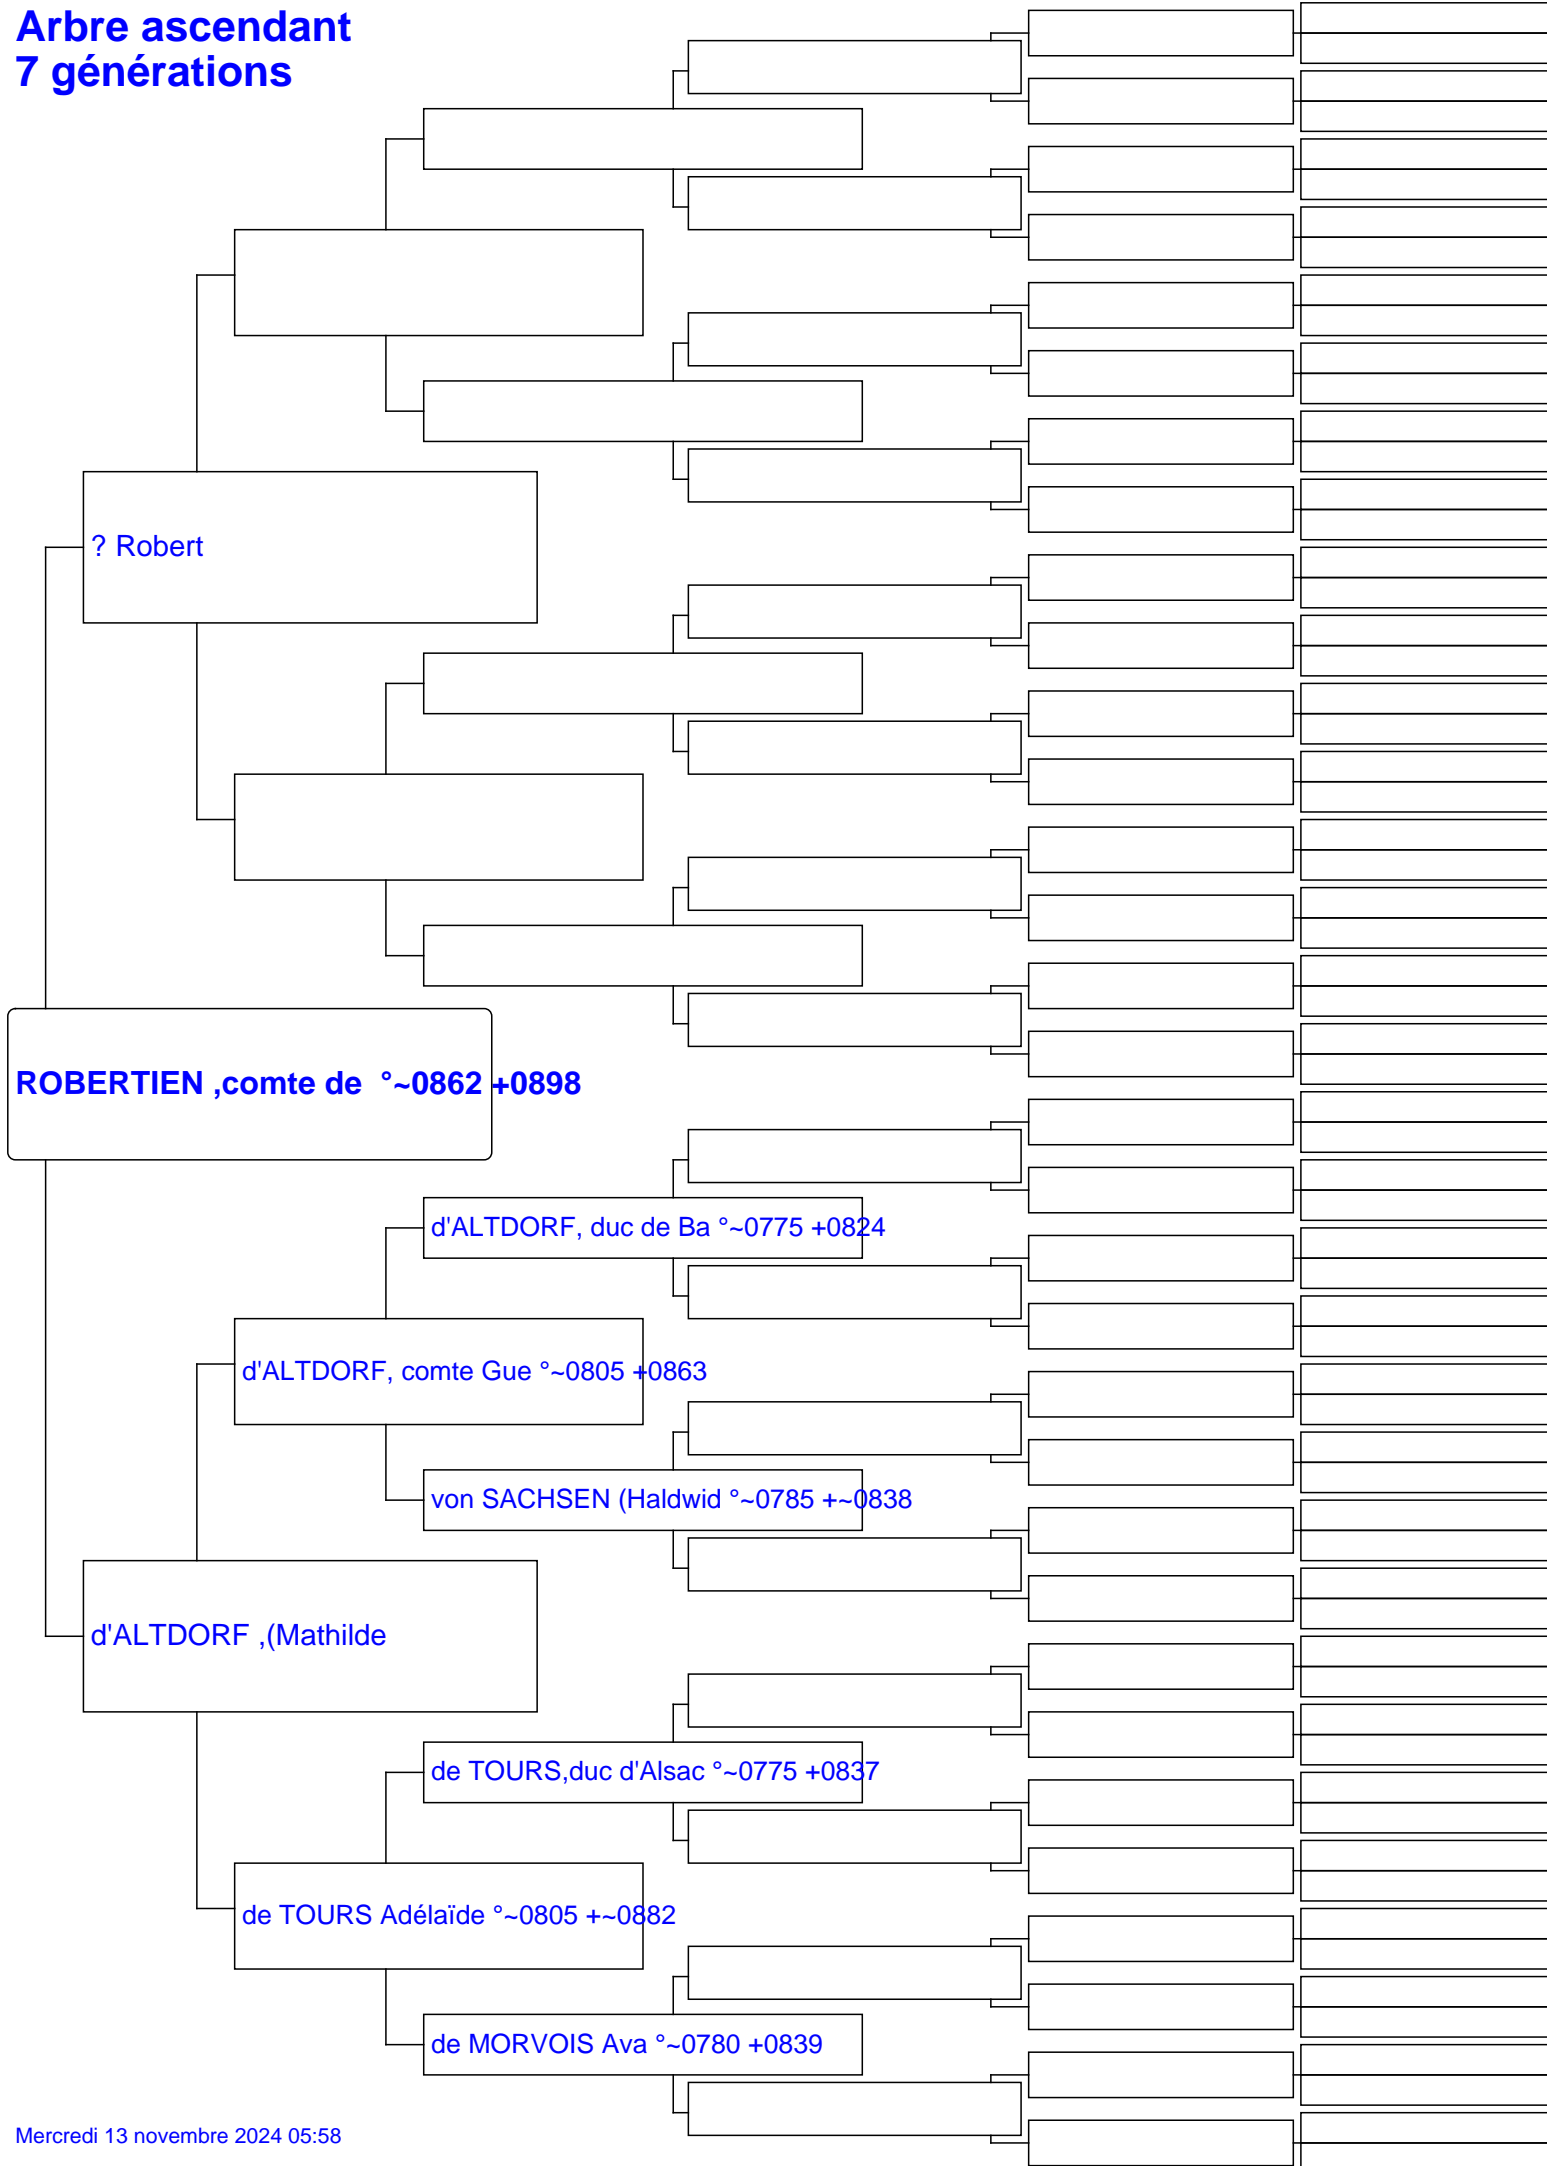 Arbre ascendant
7 générations
? Robert
ROBERTIEN ,comte de  °~0862 +0898
d'ALTDORF, duc de Ba °~0775 +0824
d'ALTDORF, comte Gue °~0805 +0863
von SACHSEN (Haldwid °~0785 +~0838
d'ALTDORF ,(Mathilde
de TOURS,duc d'Alsac °~0775 +0837
de TOURS Adélaïde °~0805 +~0882
de MORVOIS Ava °~0780 +0839
Mercredi 13 novembre 2024 05:58